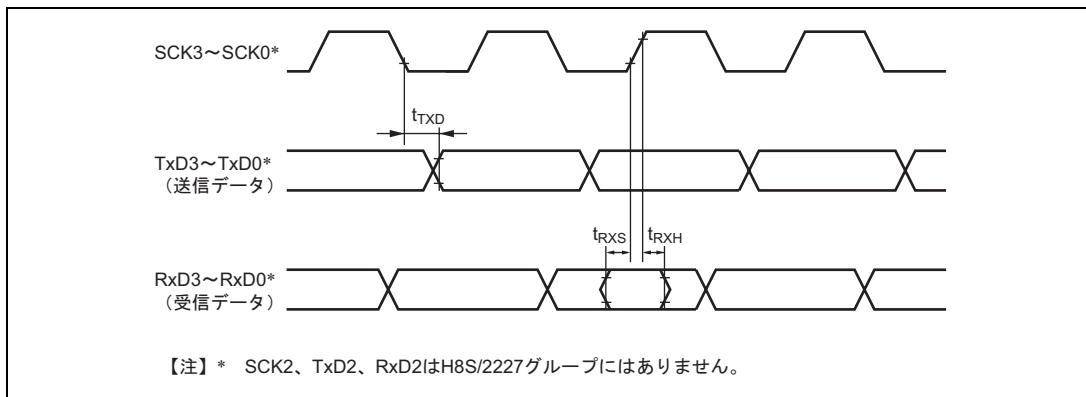 SCK3～SCK0*
tTXD
TxD3～TxD0*
（送信データ）
tRXS
tRXH
RxD3～RxD0*
（受信データ）
【注】* SCK2、TxD2、RxD2はH8S/2227グループにはありません。